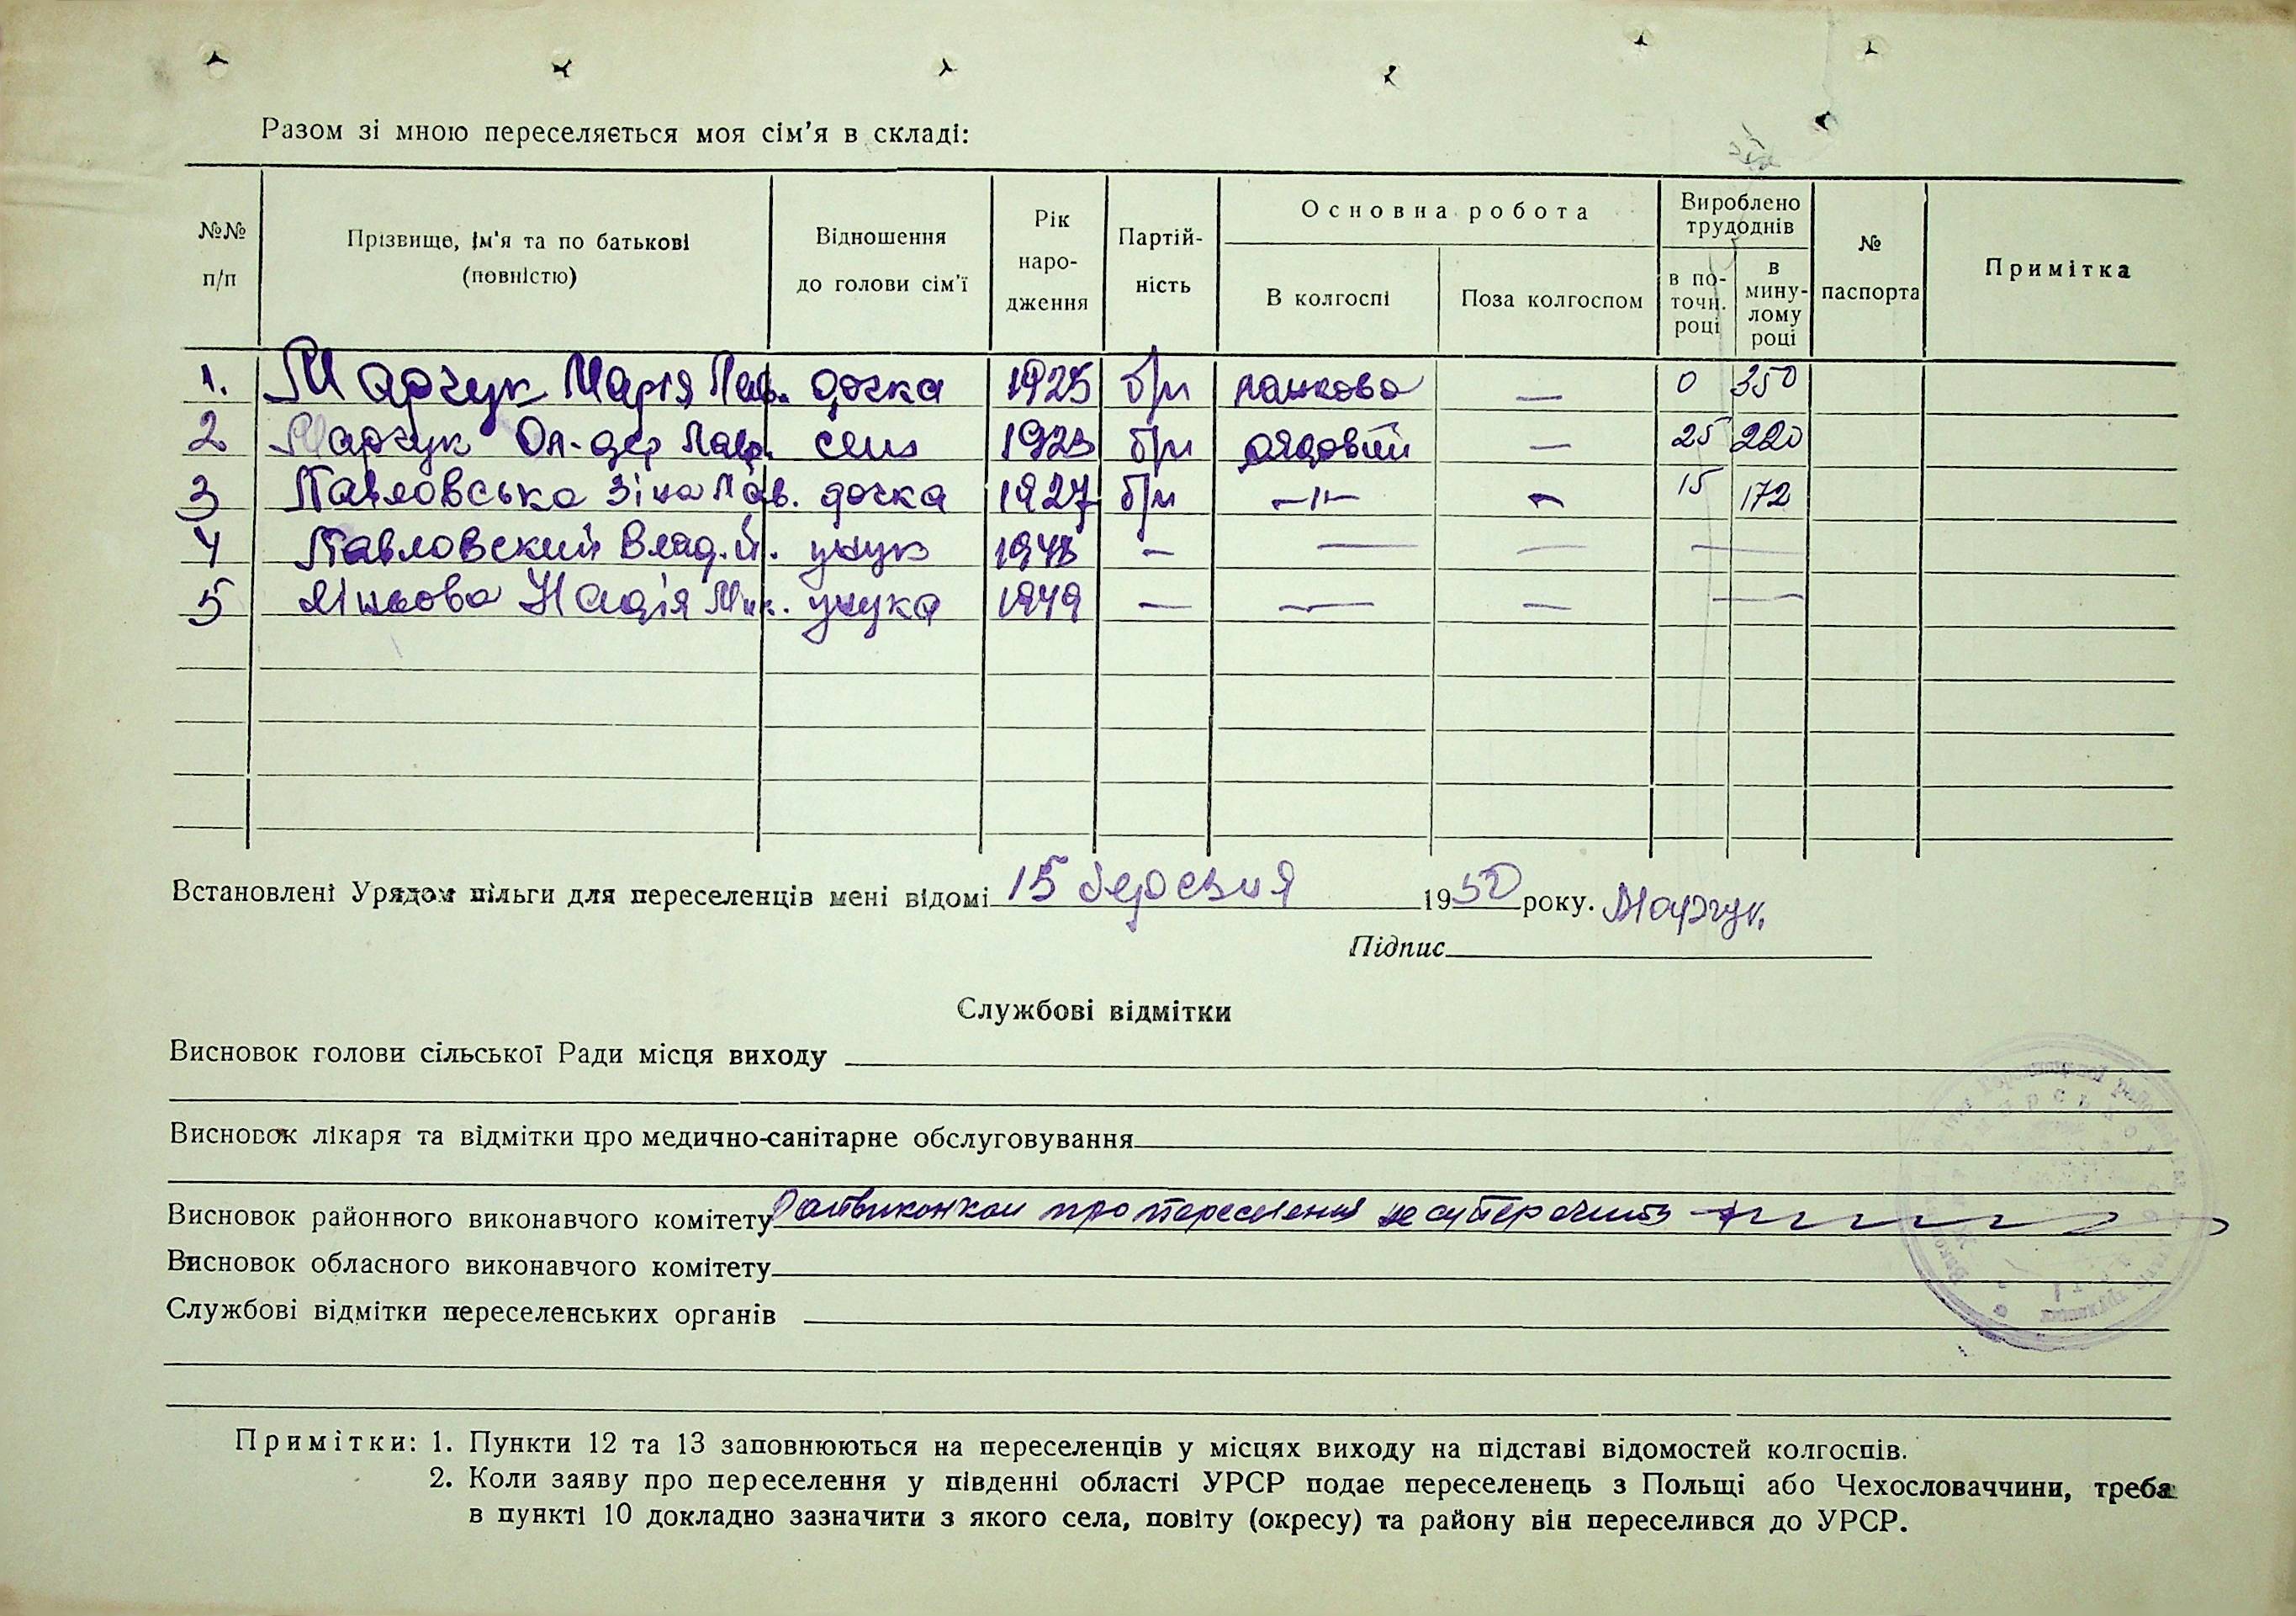 Разом зі мною переселяється моя сім'я в складі:
№№ п/п
Прізвище, ім'я та по батькові (повністю)
Відношення до голови сім'ї
Рік народження
Партійність
Основна робота
В колгоспі
Поза колгоспом
Вироблено трудоднів
в поточн. році
в минулому році
№ паспорта
Примітка
1. Марчук Марія Лав. дочка 1925 б/п ланкова — 0 350
2 Марчук Ол-дер Лавр. син 1923 б/п рядовий — 25 220
3 Павловська Зіна Лав. дочка 1927 б/п —"— — 15 172
4 Павловский Влад. Й. унук 1948 — — — —
5 Надія Мик. унука 1949 — — — —
Встановлені Урядом пільги для переселенців мені відомі 15 березня 1950 року. Марчук
Підпис
Службові відмітки
Висновок голови сільської Ради місця виходу
Висновок лікаря та відмітки про медично-санітарне обслуговування
Висновок районного виконавчого комітету Райвиконком про переселення не суперечить
Висновок обласного виконавчого комітету
Службові відмітки переселенських органів
Примітки: 1. Пункти 12 та 13 заповнюються на переселенців у місцях виходу на підставі відомостей колгоспів.
2. Коли заяву про переселення у південні області УРСР подає переселенець з Польщі або Чехословаччини, треба
в пункті 10 докладно зазначити з якого села, повіту (окресу) та району він переселився до УРСР.